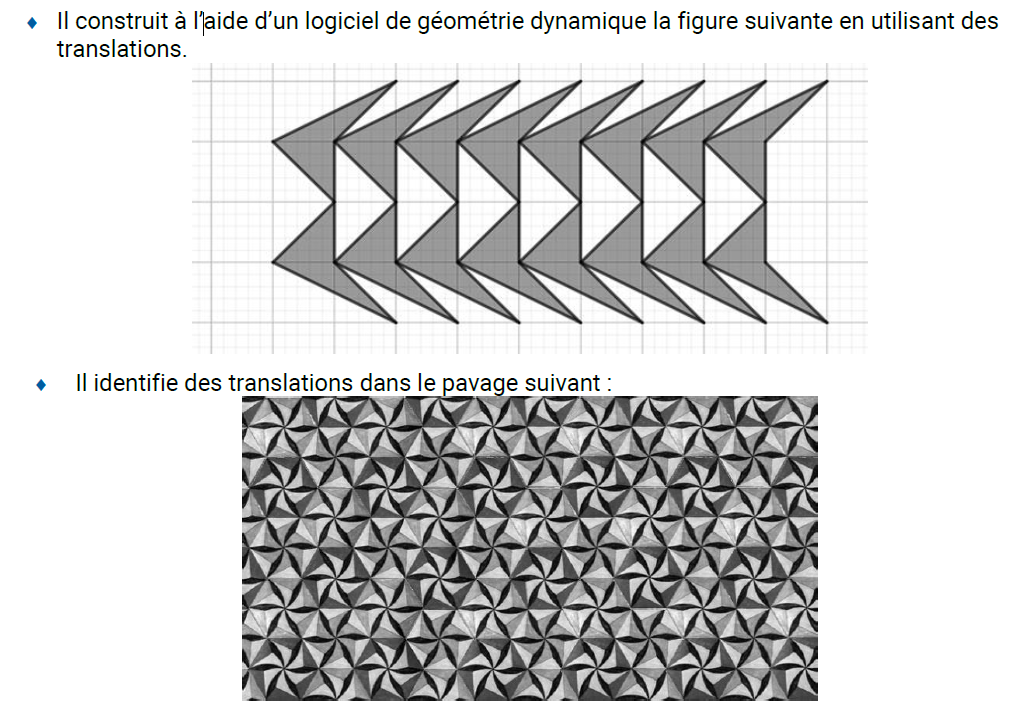 ⬧ Il construit à l’aide d’un logiciel de géométrie dynamique la figure suivante en utilisant des
translations.
⬧ Il identifie des translations dans le pavage suivant :